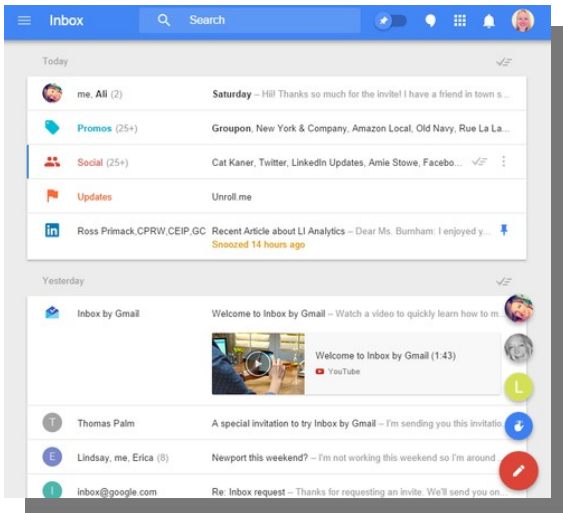 Inbox
Search
Today
me, Ali (2)
Saturday – Hi! Thanks so much for the invite! I have a friend in town s...
Promos (25+)
Groupon, New York & Company, Amazon Local, Old Navy, Rue La La...
Social (25+)
Cat Kaner, Twitter, LinkedIn Updates, Amie Stowe, Facebo...
Updates
Unroll.me
in
Ross Primack,CPRW,CEIP,GC
Recent Article about LI Analytics – Dear Ms. Burnham: I enjoyed y...
Snoozed 14 hours ago
Yesterday
Inbox by Gmail
Welcome to Inbox by Gmail – Watch a video to quickly learn how to m...
Welcome to Inbox by Gmail (1:43)
YouTube
L
T
Thomas Palm
A special invitation to try Inbox by Gmail – I'm sending you this invitatio...
E
Lindsay, me, Erica (8)
Newport this weekend? – I'm not working this weekend so I'm around
I
inbox@google.com
Re: Inbox request – Thanks for requesting an invite. We'll send you on...